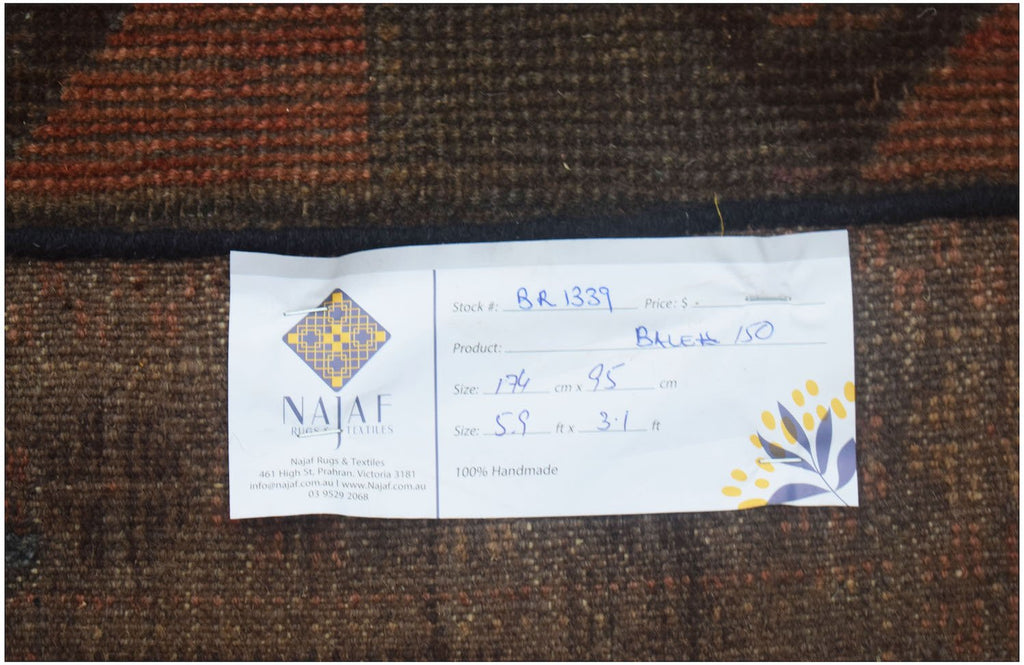 NAJAF
RUGS & TEXTILES
Najaf Rugs & Textiles
461 High St, Prahran. Victoria 3181
info@najaf.com.au l www.Najaf.com.au
03 9529 2068
Stock #: BR 1339 Price: $ -
Product: BALEH 150
Size: 174 cm x 95 cm
Size: 5.9 ft x 3.1 ft
100% Handmade